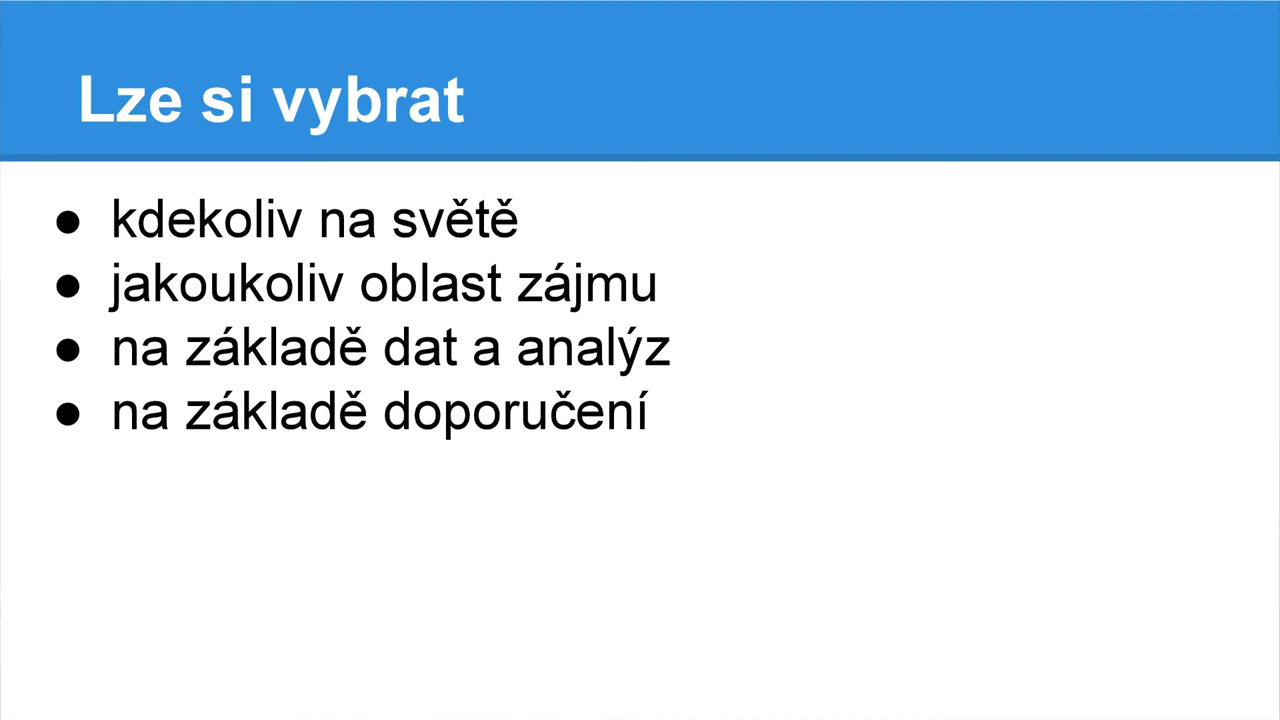 Lze si vybrat
● kdekoliv na světě
● jakoukoliv oblast zájmu
● na základě dat a analýz
● na základě doporučení